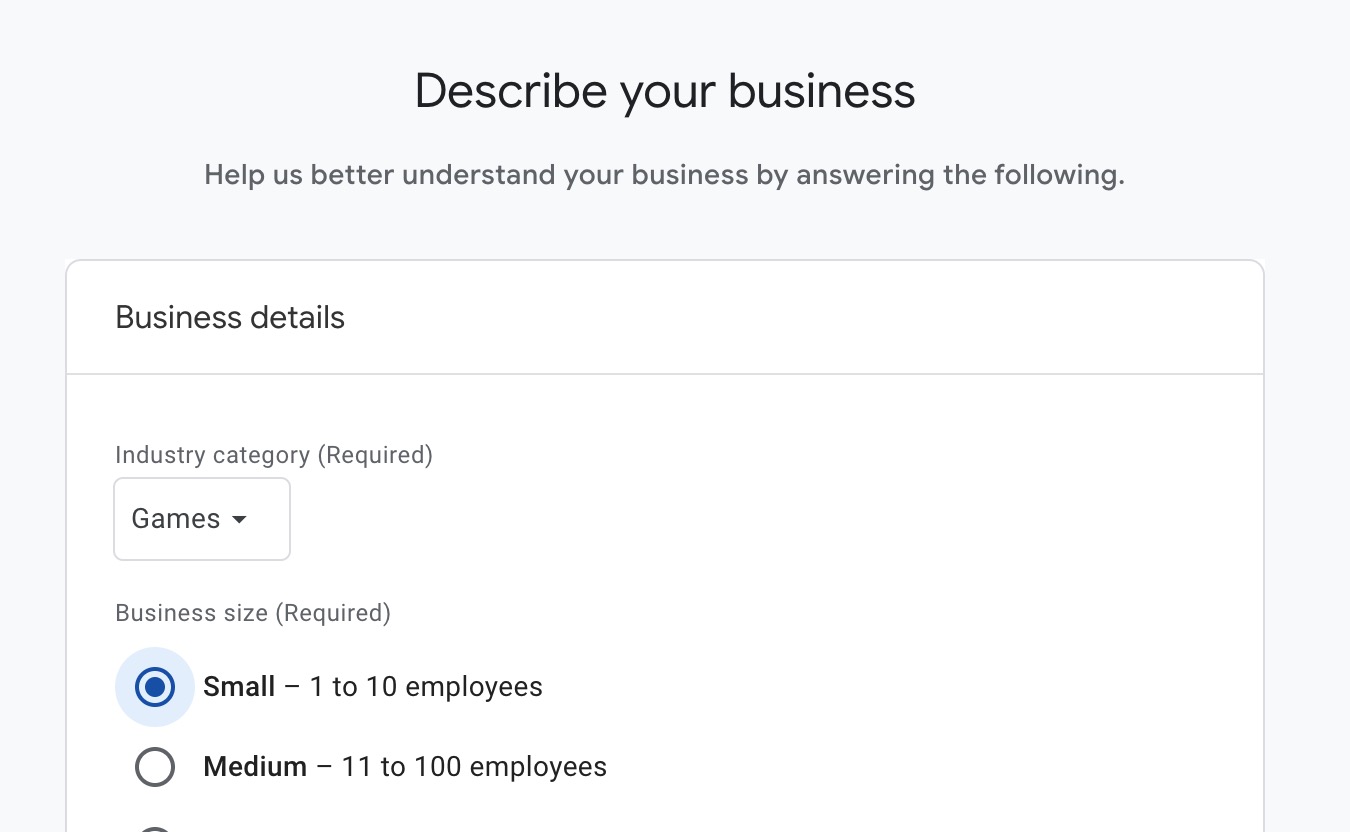 Describe your business
Help us better understand your business by answering the following.
Business details
Industry category (Required)
Games
Business size (Required)
Small – 1 to 10 employees
Medium – 11 to 100 employees